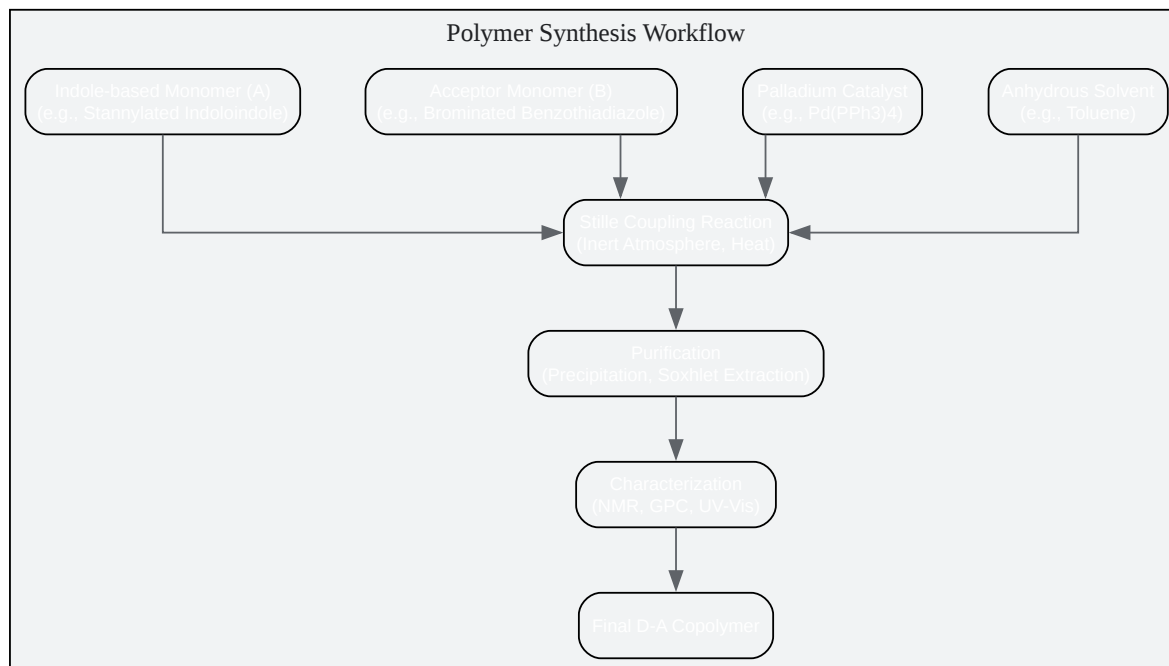 Polymer Synthesis Workflow
Indole-based Monomer (A)
(e.g., Stannylated Indoloindole)
Acceptor Monomer (B)
(e.g., Brominated Benzothiadiazole)
Palladium Catalyst
(e.g., Pd(PPh3)4)
Anhydrous Solvent
(e.g., Toluene)
Stille Coupling Reaction
(Inert Atmosphere, Heat)
Purification
(Precipitation, Soxhlet Extraction)
Characterization
(NMR, GPC, UV-Vis)
Final D-A Copolymer